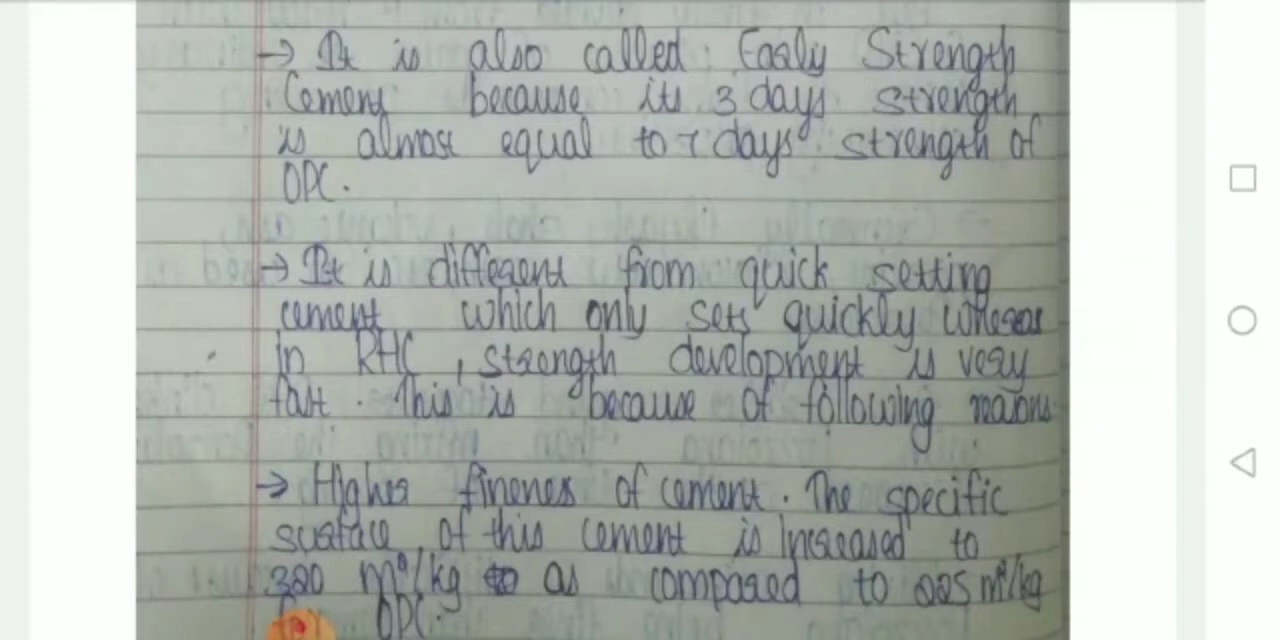 → It is also called Early Strength
Cement because its 3 days strength
is almost equal to 7 days strength of
OPC.
→ It is different from quick setting
cement which only sets quickly whereas
in RHC, strength development is very
fast. This is because of following reasons
→ Higher finenes of cement. The specific
surface of this cement is increased to
320 m²/kg as compared to 225 m²/kg
OPC.